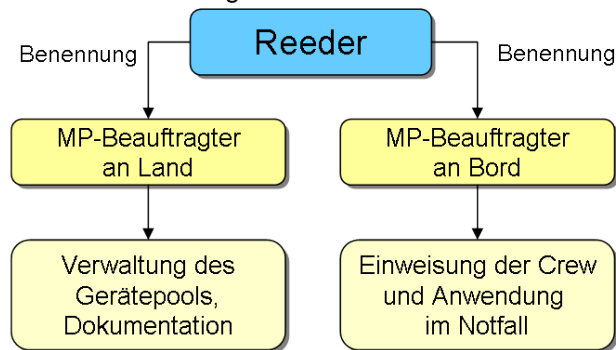 Reeder
Benennung
Benennung
MP-Beauftragter
an Land
MP-Beauftragter
an Bord
Verwaltung des
Gerätepools,
Dokumentation
Einweisung der Crew
und Anwendung
im Notfall